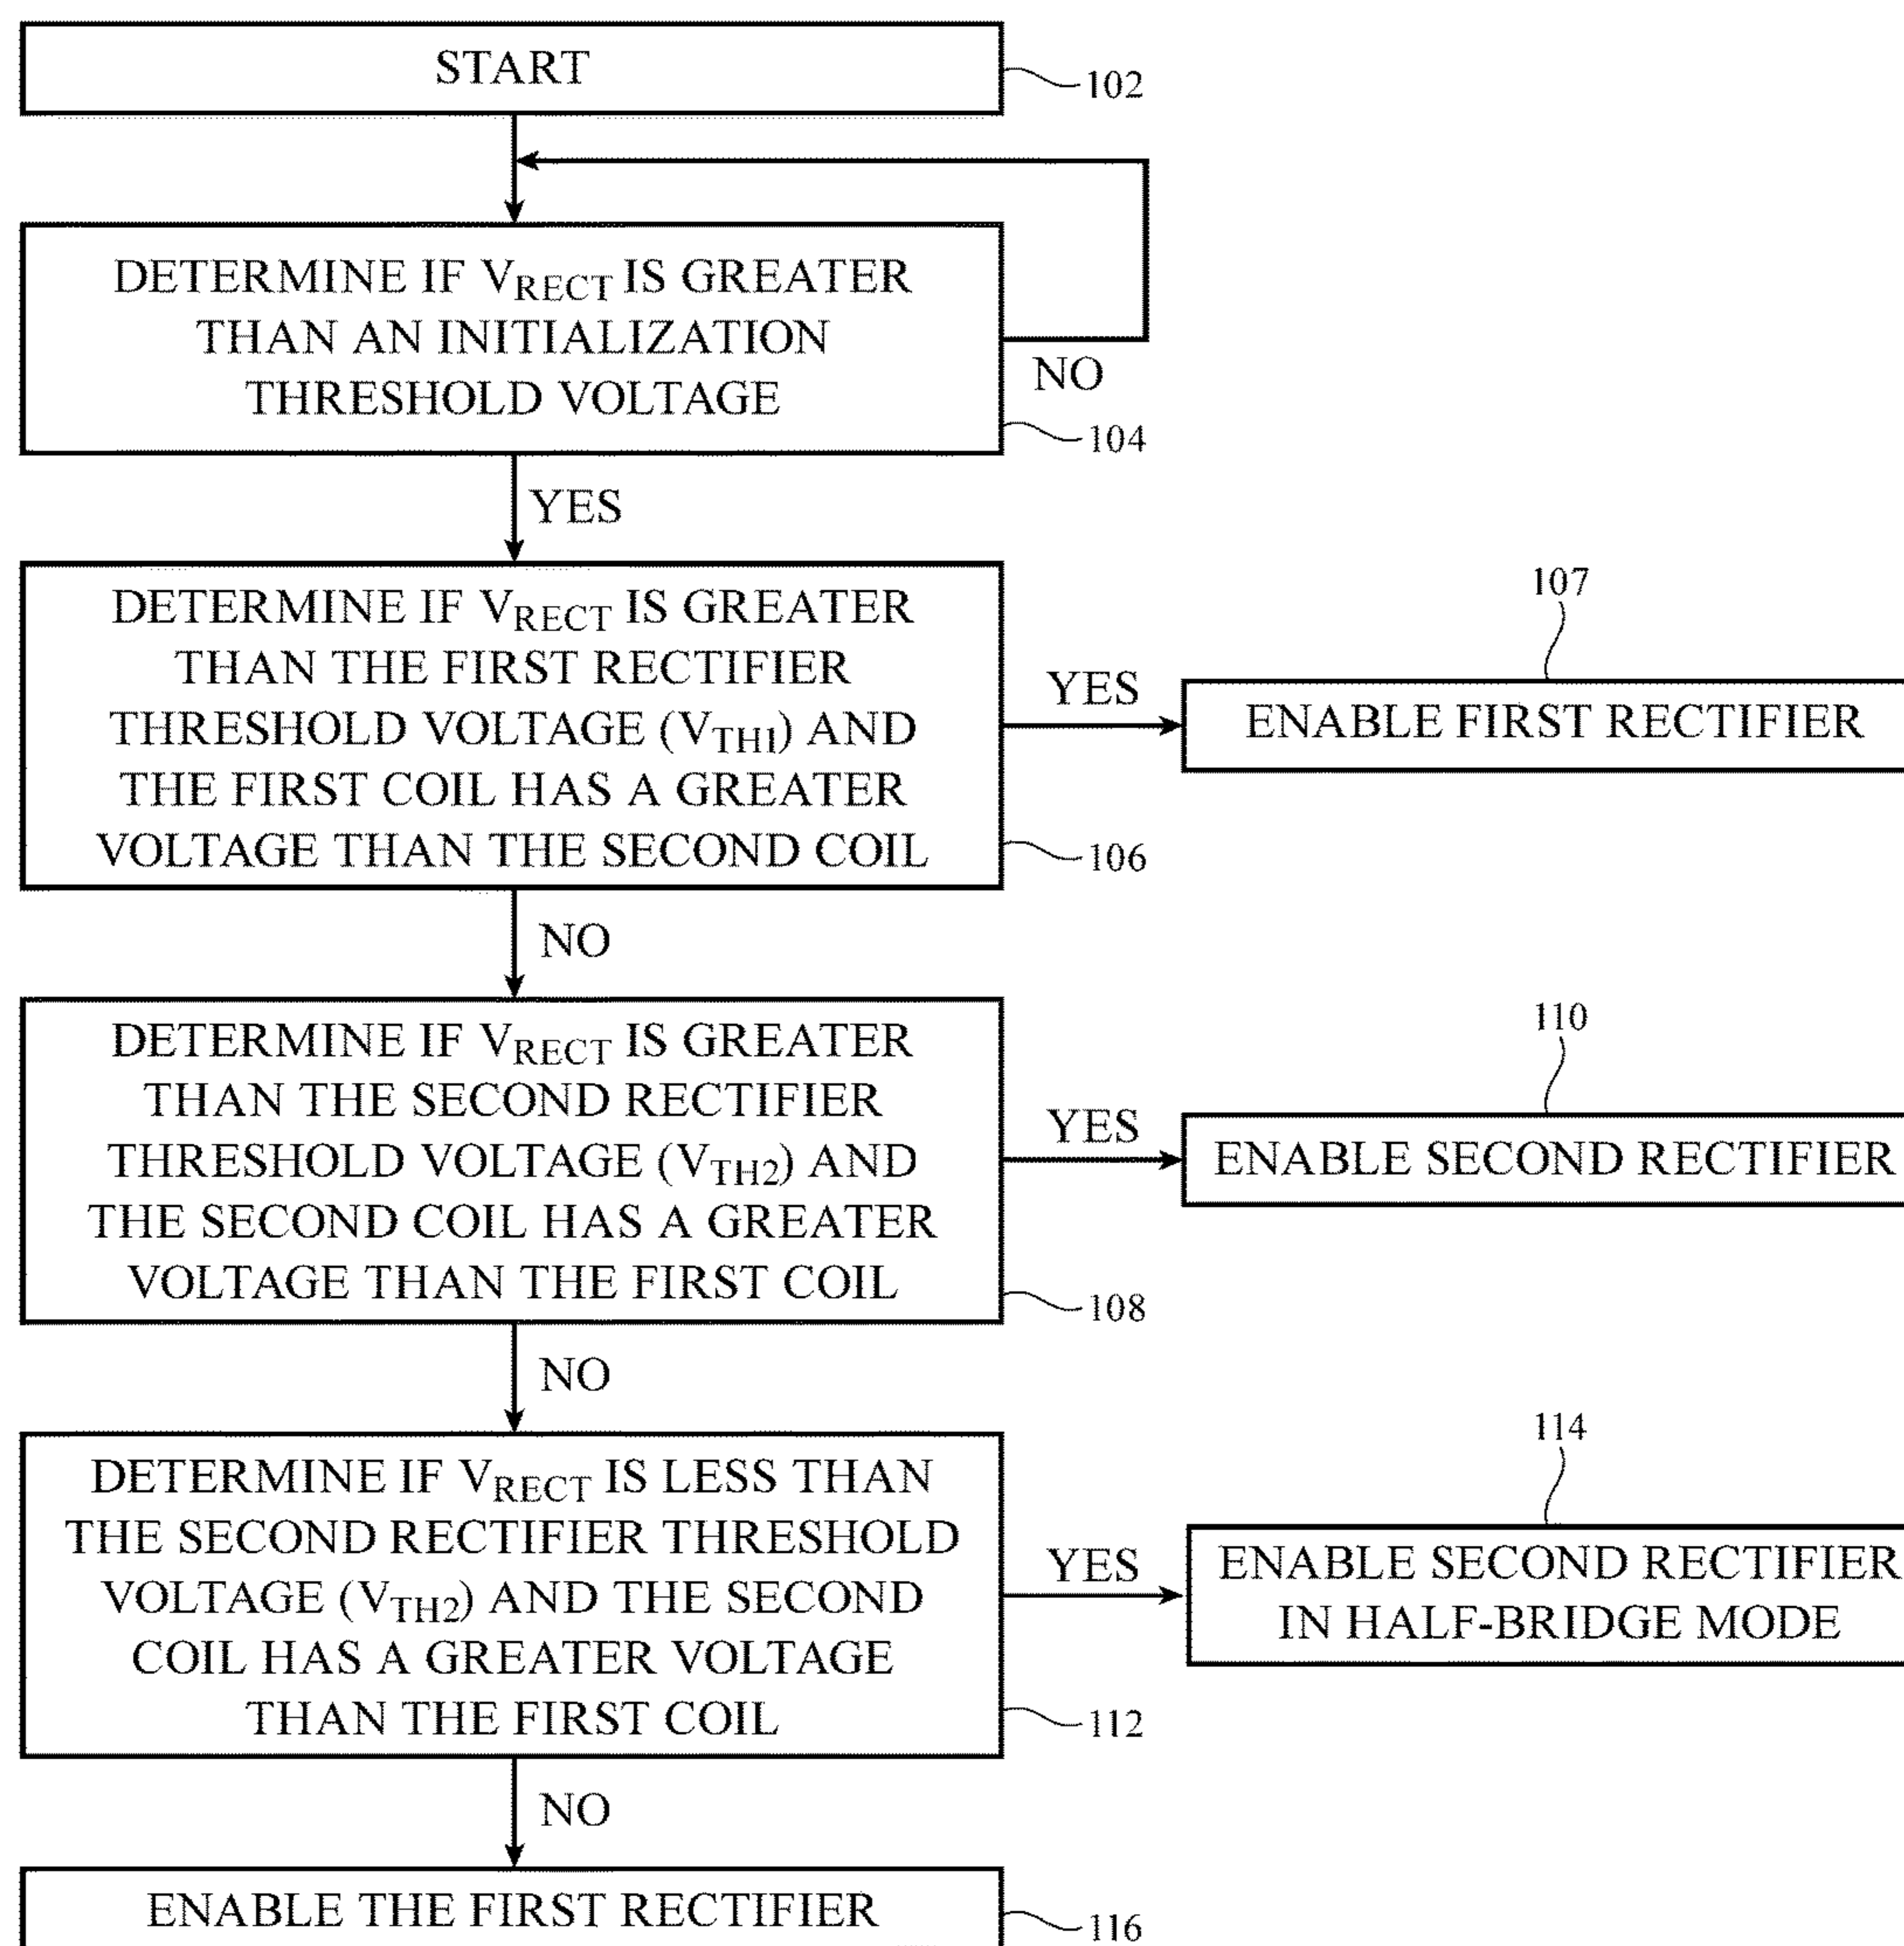 START
102
DETERMINE IF VRECT IS GREATER
THAN AN INITIALIZATION
THRESHOLD VOLTAGE
NO
104
YES
DETERMINE IF VRECT IS GREATER
THAN THE FIRST RECTIFIER
THRESHOLD VOLTAGE (VTH1) AND
THE FIRST COIL HAS A GREATER
VOLTAGE THAN THE SECOND COIL
106
YES
107
ENABLE FIRST RECTIFIER
NO
DETERMINE IF VRECT IS GREATER
THAN THE SECOND RECTIFIER
THRESHOLD VOLTAGE (VTH2) AND
THE SECOND COIL HAS A GREATER
VOLTAGE THAN THE FIRST COIL
108
YES
110
ENABLE SECOND RECTIFIER
NO
DETERMINE IF VRECT IS LESS THAN
THE SECOND RECTIFIER THRESHOLD
VOLTAGE (VTH2) AND THE SECOND
COIL HAS A GREATER VOLTAGE
THAN THE FIRST COIL
112
YES
114
ENABLE SECOND RECTIFIER
IN HALF-BRIDGE MODE
NO
ENABLE THE FIRST RECTIFIER
116